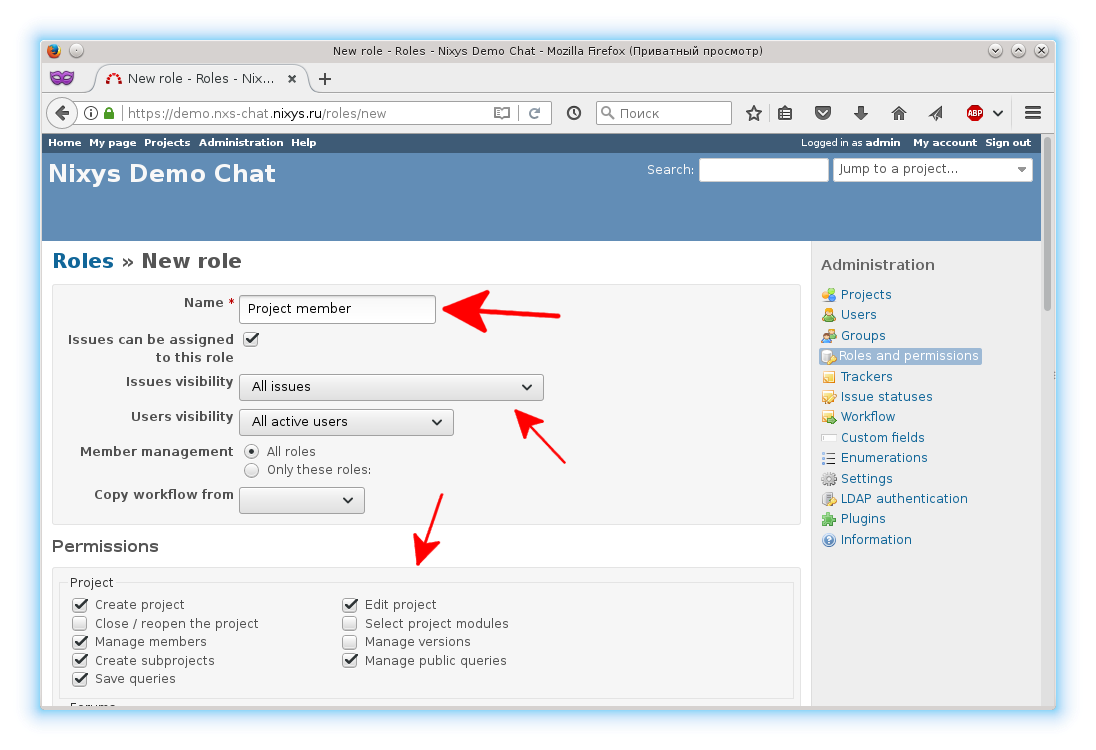 New role - Roles - Nixys Demo Chat - Mozilla Firefox (Приватный просмотр)
New role - Roles - Nix...
https://demo.nxs-chat.nixys.ru/roles/new
Поиск
ABP
Home My page Projects Administration Help
Logged in as admin My account Sign out
Nixys Demo Chat
Search:
Jump to a project...
Roles » New role
Name *
Project member
Issues can be assigned
to this role
Issues visibility
All issues
Users visibility
All active users
Member management
All roles
Only these roles:
Copy workflow from
Permissions
Project
Create project
Edit project
Close / reopen the project
Select project modules
Manage members
Manage versions
Create subprojects
Manage public queries
Save queries
Forums
Administration
Projects
Users
Groups
Roles and permissions
Trackers
Issue statuses
Workflow
Custom fields
Enumerations
Settings
LDAP authentication
Plugins
Information